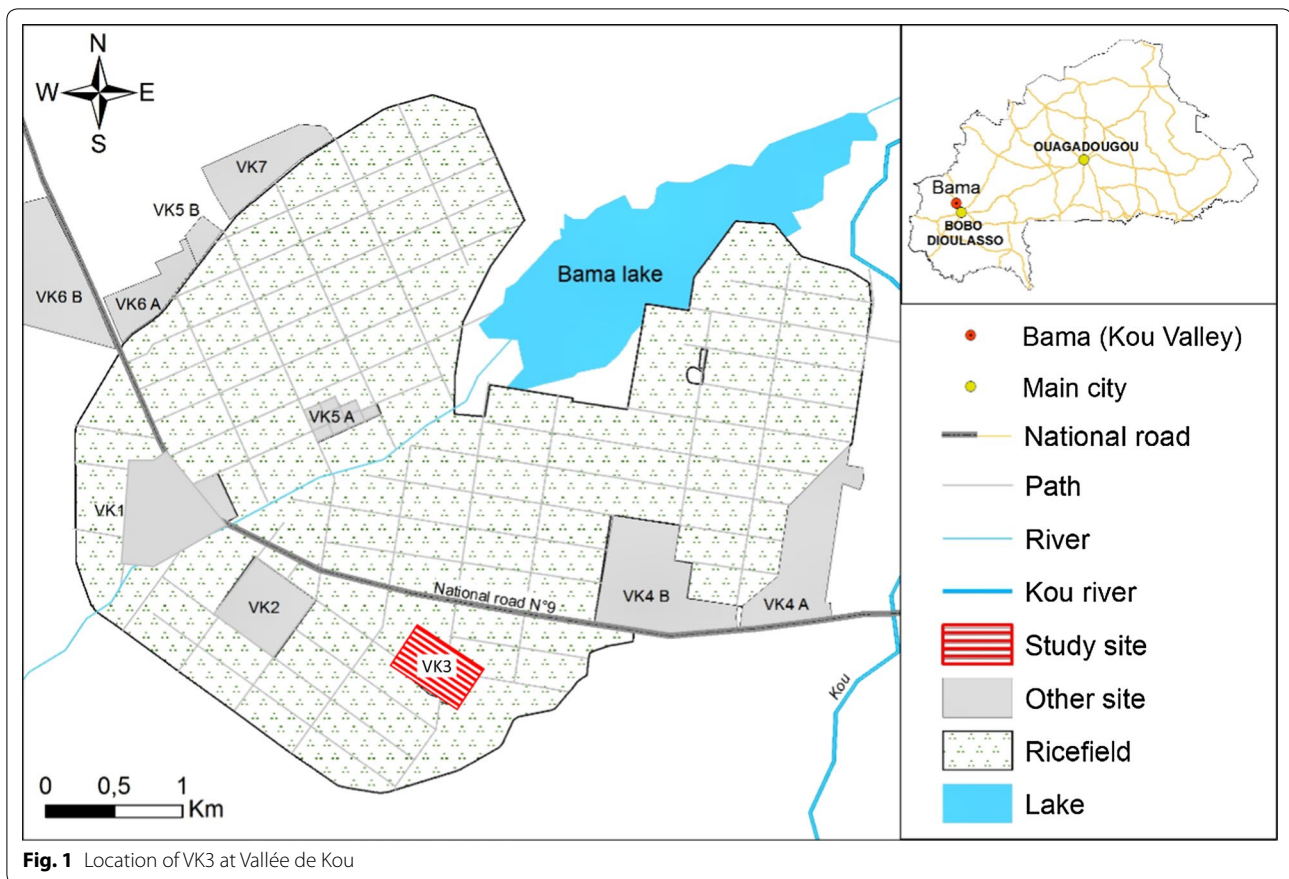 N
W E
S
VK7
VK5 B
VK6 B
VK6 A
Bama lake
VK5 A
VK1
National road N°9
VK4 B
VK4 A
VK2
VK3
Kou
0 0,5 1
Km
OUAGADOUGOU
Bama
BOBO
DIOULASSO
Bama (Kou Valley)
Main city
National road
Path
River
Kou river
Study site
Other site
Ricefield
Lake
Fig. 1 Location of VK3 at Vallée de Kou